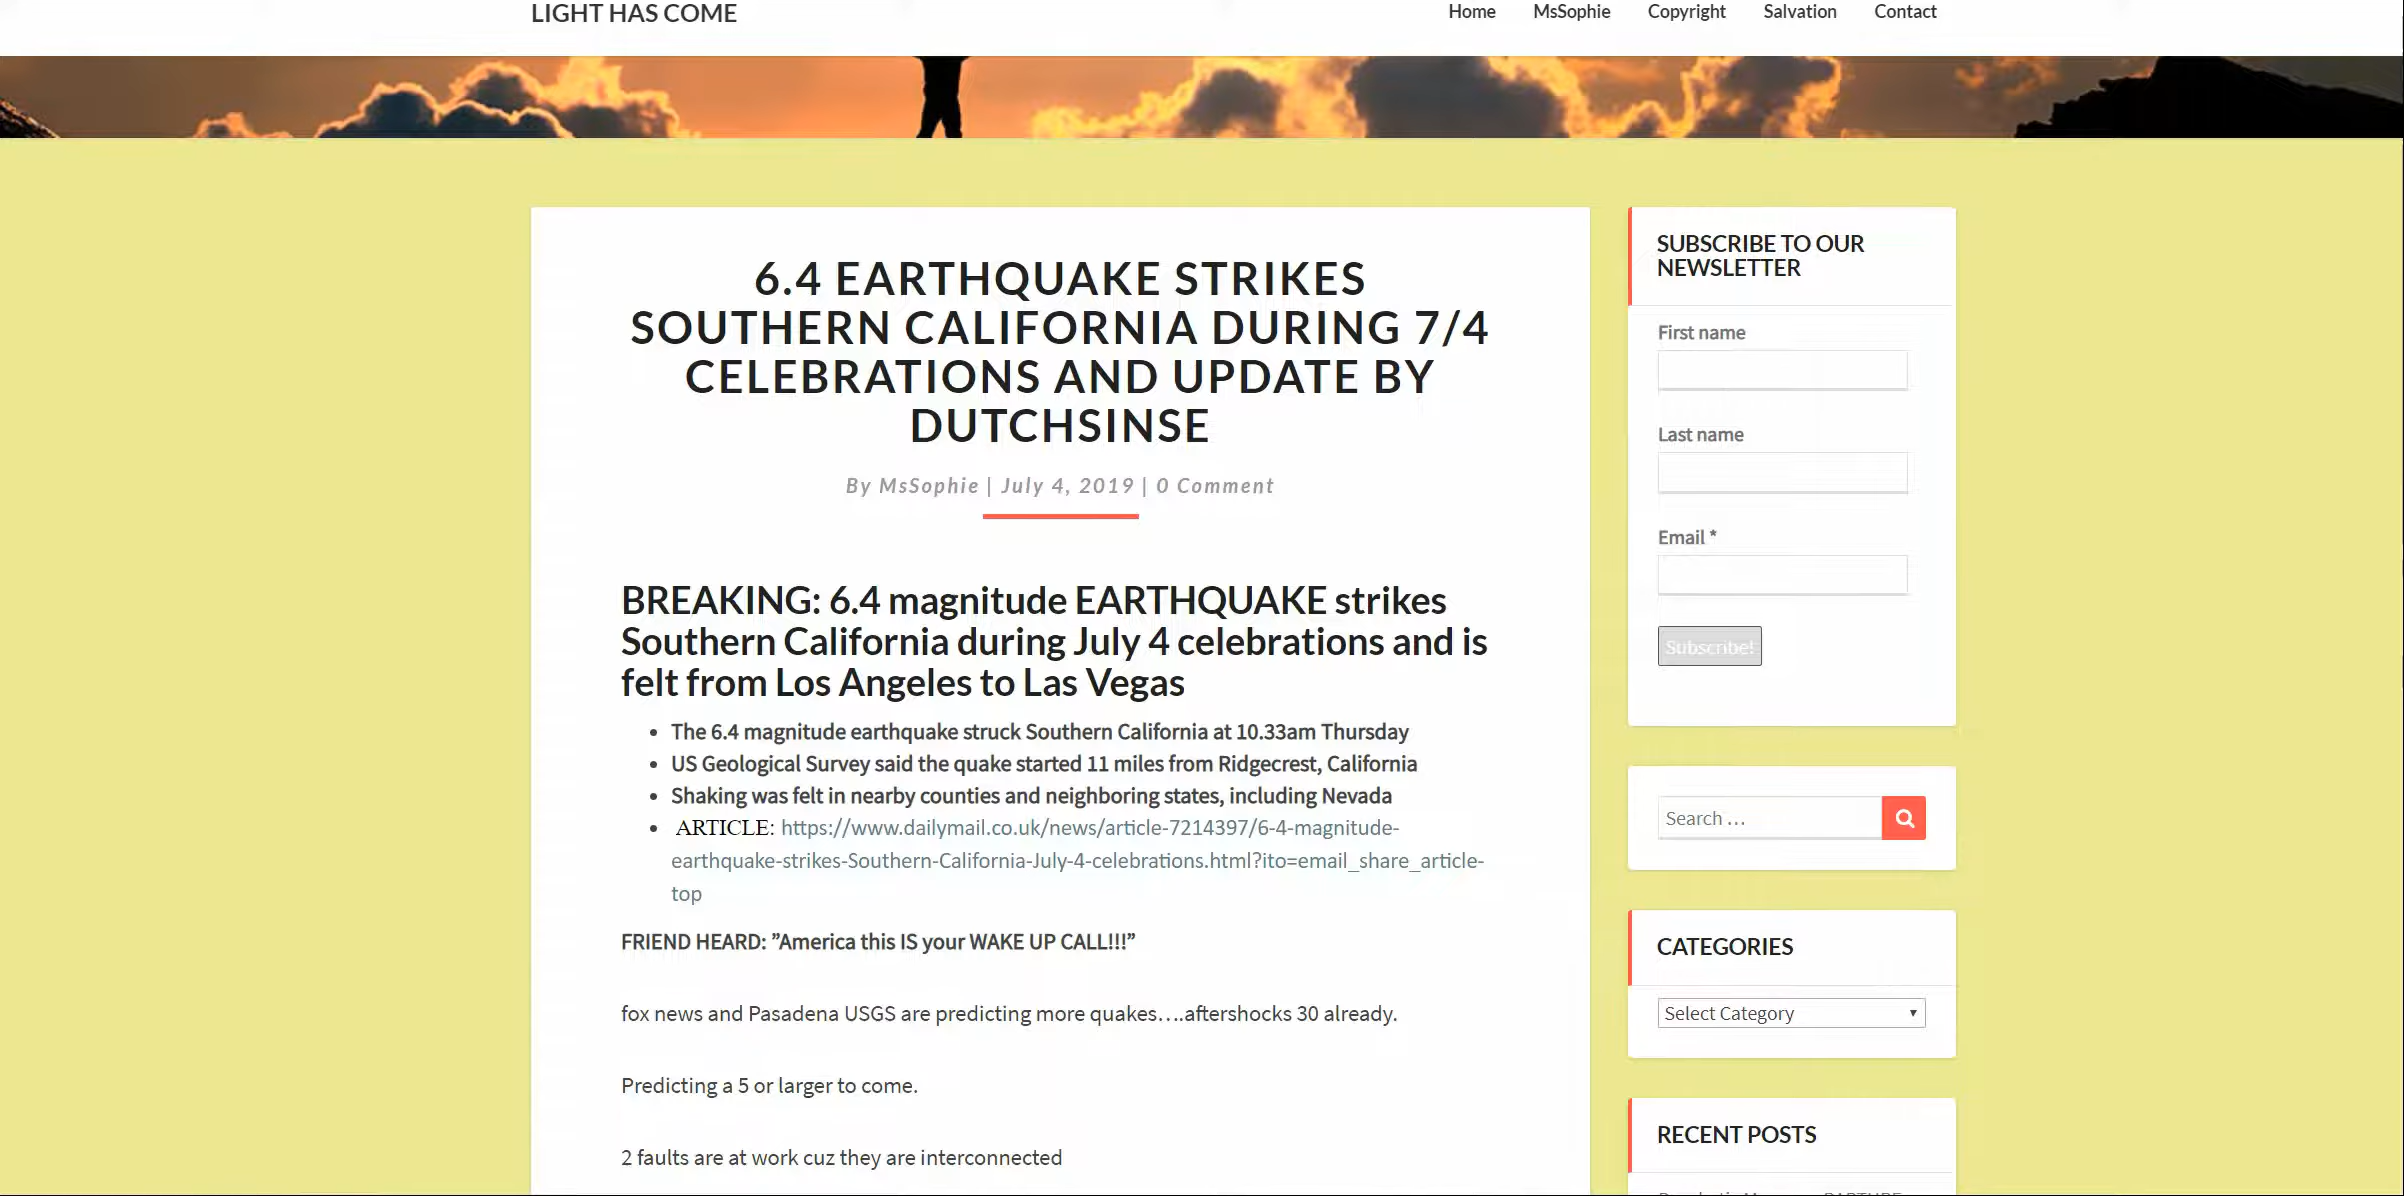 LIGHT HAS COME
Home MsSophie Copyright Salvation Contact
6.4 EARTHQUAKE STRIKES
SOUTHERN CALIFORNIA DURING 7/4
CELEBRATIONS AND UPDATE BY
DUTCHSINSE
By MsSophie | July 4, 2019 | 0 Comment
BREAKING: 6.4 magnitude EARTHQUAKE strikes
Southern California during July 4 celebrations and is
felt from Los Angeles to Las Vegas
• The 6.4 magnitude earthquake struck Southern California at 10.33am Thursday
• US Geological Survey said the quake started 11 miles from Ridgecrest, California
• Shaking was felt in nearby counties and neighboring states, including Nevada
• ARTICLE: https://www.dailymail.co.uk/news/article-7214397/6-4-magnitude-
earthquake-strikes-Southern-California-July-4-celebrations.html?ito=email_share_article-
top
FRIEND HEARD: ”America this IS your WAKE UP CALL!!!”
fox news and Pasadena USGS are predicting more quakes….aftershocks 30 already.
Predicting a 5 or larger to come.
2 faults are at work cuz they are interconnected
SUBSCRIBE TO OUR
NEWSLETTER
First name
Last name
Email *
Subscribe!
Search …
CATEGORIES
Select Category
RECENT POSTS